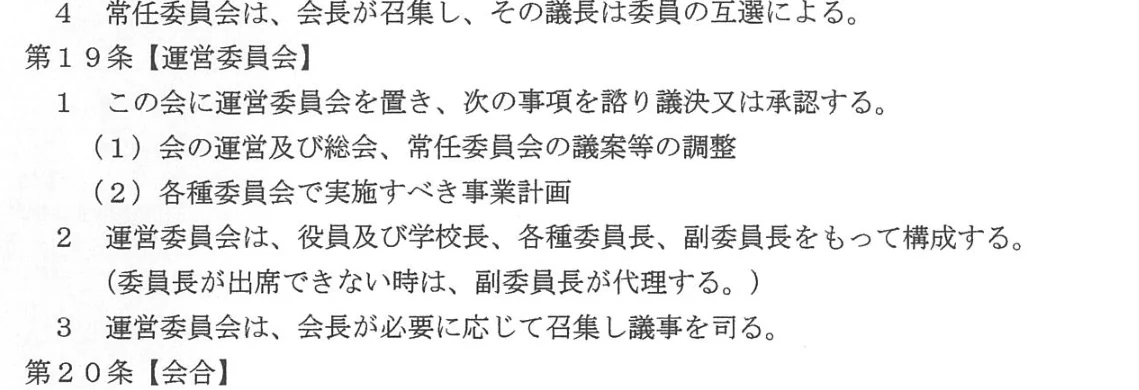 4 常任委員会は、会長が召集し、その議長は委員の互選による。
第19条【運営委員会】
1 この会に運営委員会を置き、次の事項を諮り議決又は承認する。
(1)会の運営及び総会、常任委員会の議案等の調整
(2)各種委員会で実施すべき事業計画
2 運営委員会は、役員及び学校長、各種委員長、副委員長をもって構成する。
(委員長が出席できない時は、副委員長が代理する。)
3 運営委員会は、会長が必要に応じて召集し議事を司る。
第20条【会合】